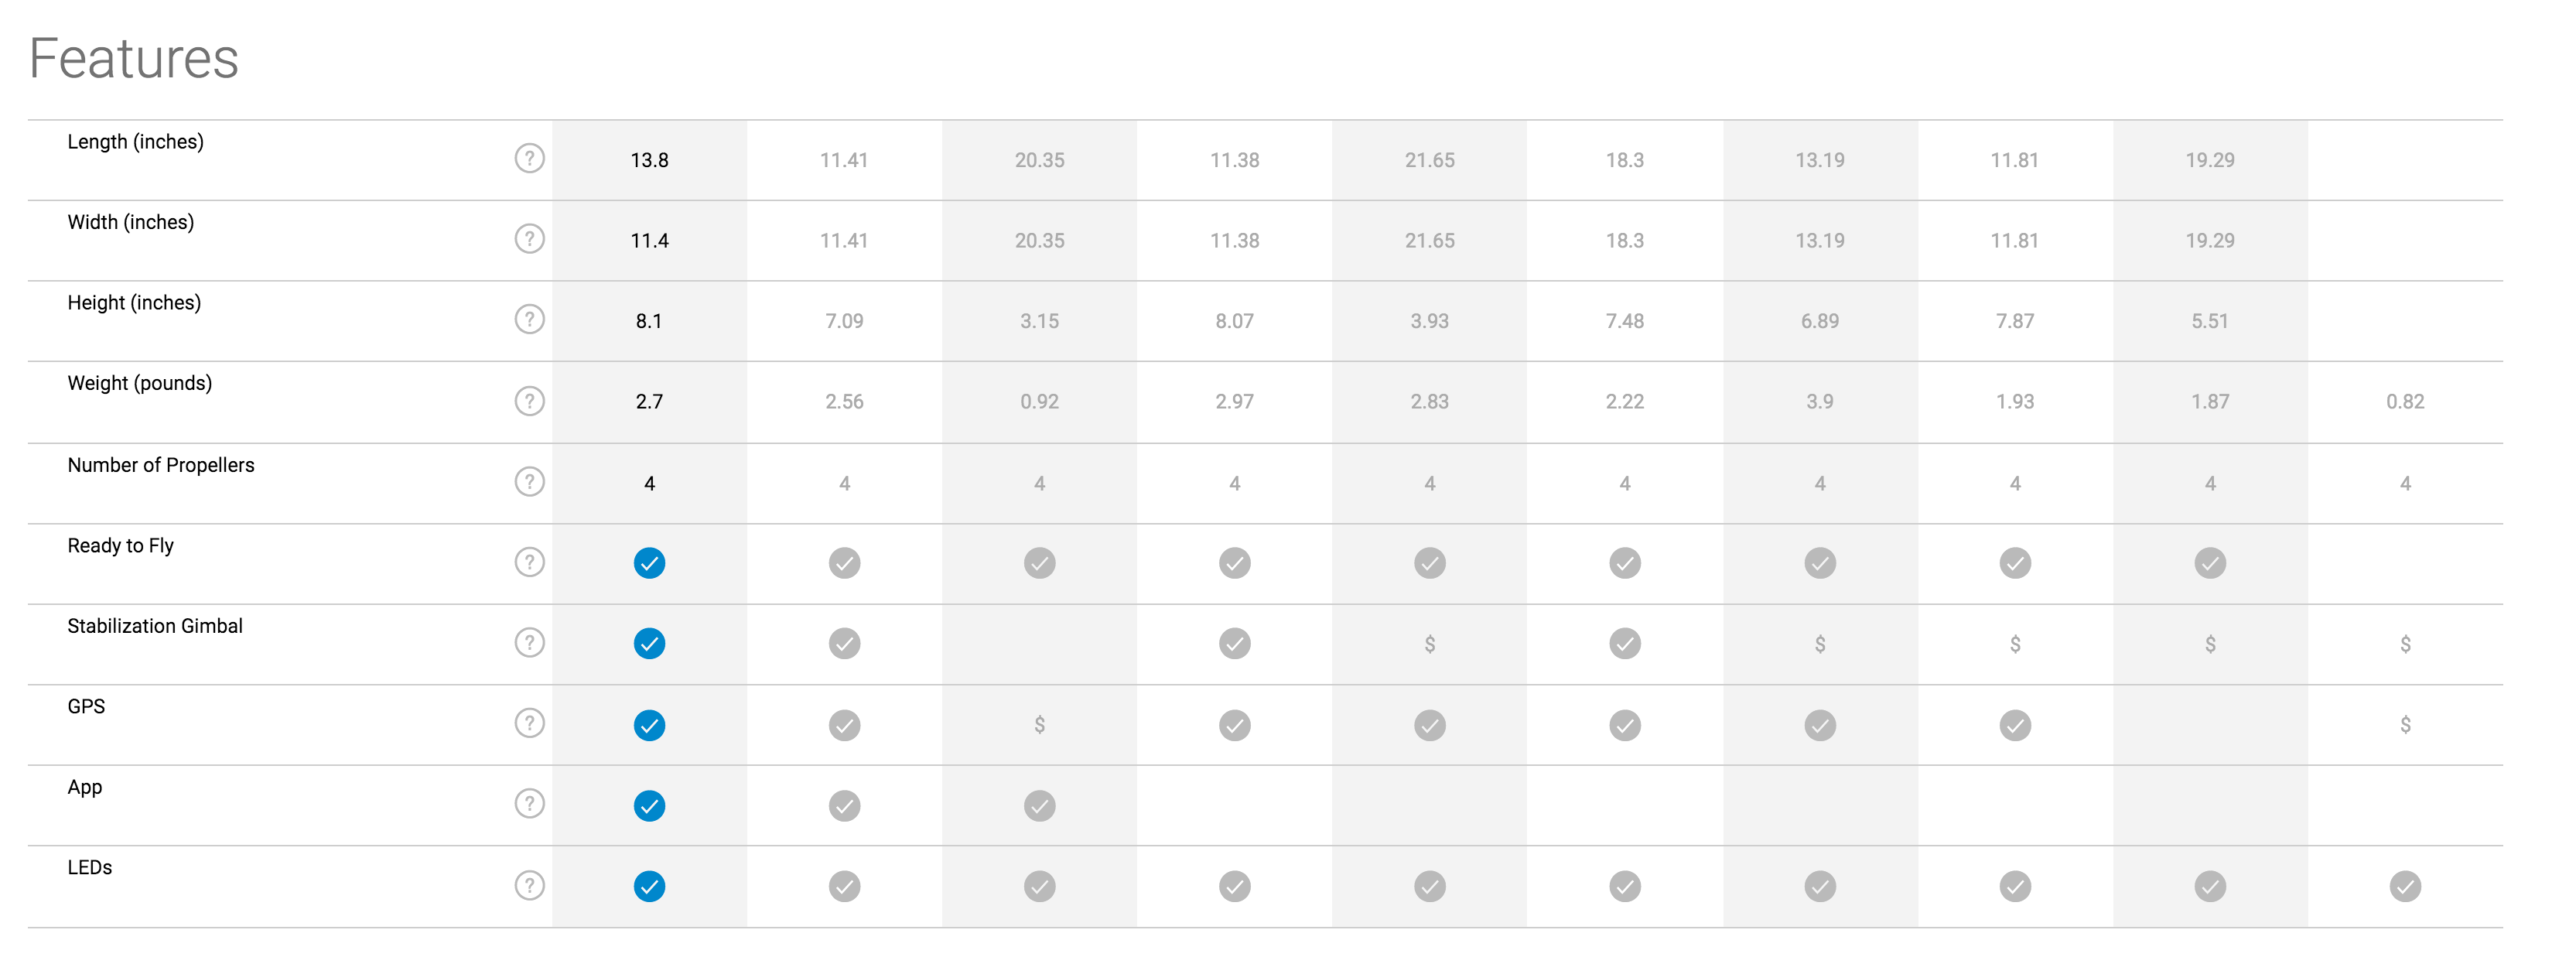 Features
Length (inches) ? 13.8 11.41 20.35 11.38 21.65 18.3 13.19 11.81 19.29
Width (inches) ? 11.4 11.41 20.35 11.38 21.65 18.3 13.19 11.81 19.29
Height (inches) ? 8.1 7.09 3.15 8.07 3.93 7.48 6.89 7.87 5.51
Weight (pounds) ? 2.7 2.56 0.92 2.97 2.83 2.22 3.9 1.93 1.87 0.82
Number of Propellers ? 4 4 4 4 4 4 4 4 4 4
Ready to Fly ?
Stabilization Gimbal ? $ $ $ $ $
GPS ? $ $
App ?
LEDs ?